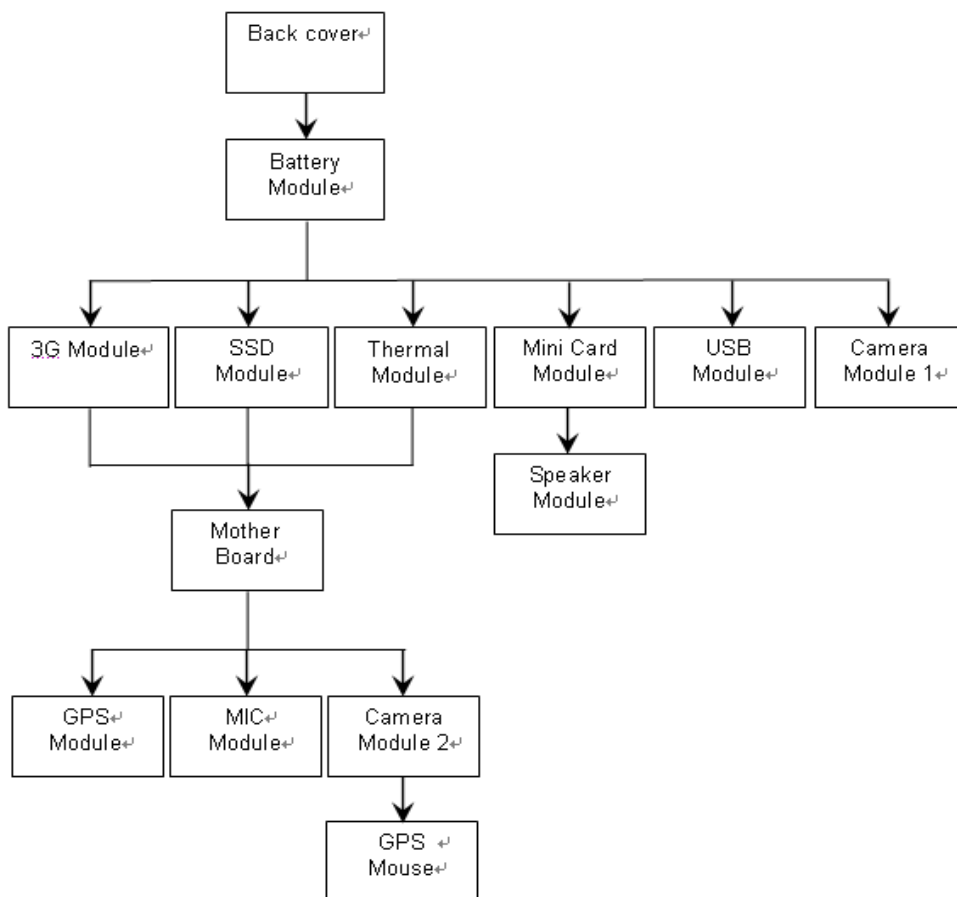 Back cover
Battery
Module
3G Module
SSD
Module
Thermal
Module
Mini Card
Module
USB
Module
Camera
Module 1
Speaker
Module
Mother
Board
GPS
Module
MIC
Module
Camera
Module 2
GPS
Mouse